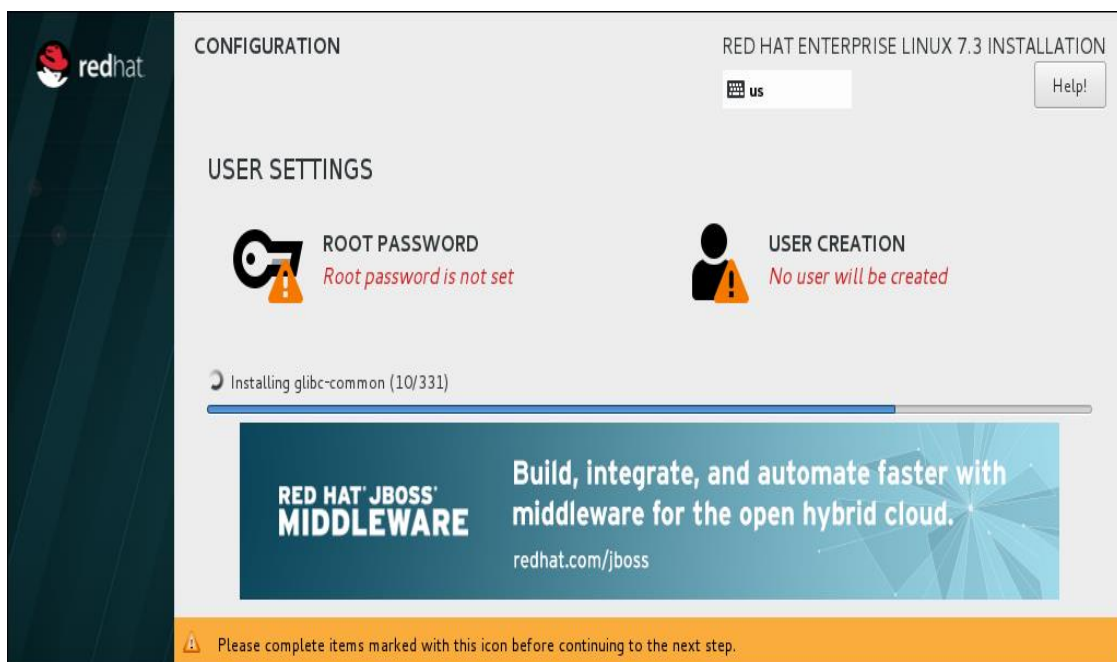 redhat
CONFIGURATION
RED HAT ENTERPRISE LINUX 7.3 INSTALLATION
us
Help!
USER SETTINGS
ROOT PASSWORD
Root password is not set
USER CREATION
No user will be created
Installing glibc-common (10/331)
RED HAT® JBOSS®
MIDDLEWARE
Build, integrate, and automate faster with
middleware for the open hybrid cloud.
redhat.com/jboss
Please complete items marked with this icon before continuing to the next step.